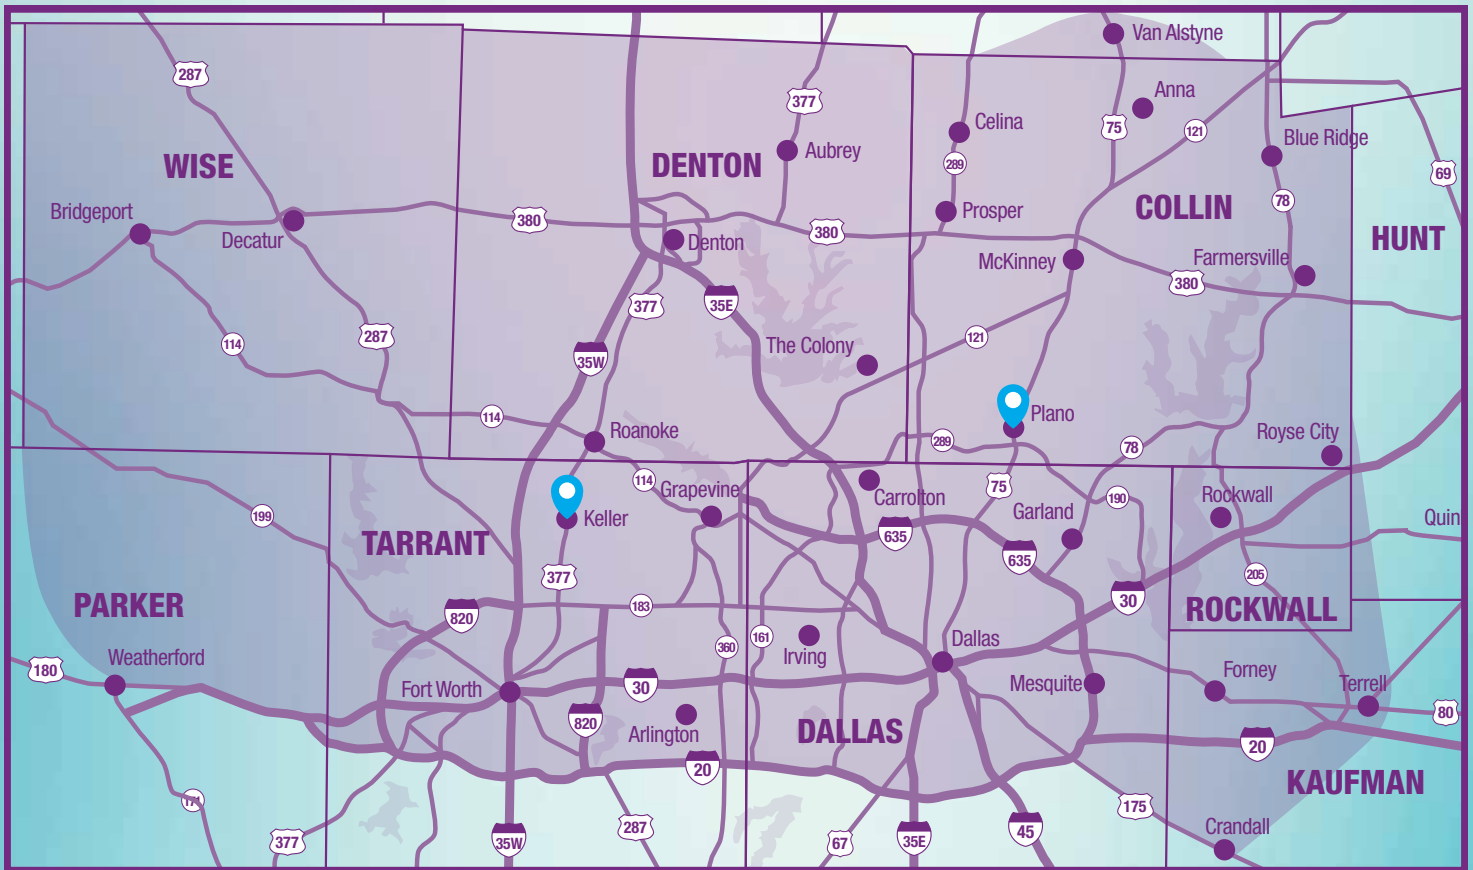 Van Alstyne
287
Anna
377
Celina
75
121
Blue Ridge
WISE
DENTON
Aubrey
289
69
COLLIN
78
Bridgeport
Prosper
HUNT
Decatur
380
Denton
380
McKinney
Farmersville
380
377
35E
287
114
The Colony
121
35W
114
Plano
Roanoke
289
78
Royse City
114
Grapevine
Carrolton
75
190
Rockwall
199
Keller
Garland
Quin
TARRANT
635
635
377
205
PARKER
820
183
30
ROCKWALL
161
360
Irving
Dallas
Weatherford
180
Fort Worth
30
Mesquite
Forney
Terrell
820
Arlington
DALLAS
80
20
20
KAUFMAN
171
175
377
35W
287
67
35E
45
Crandall